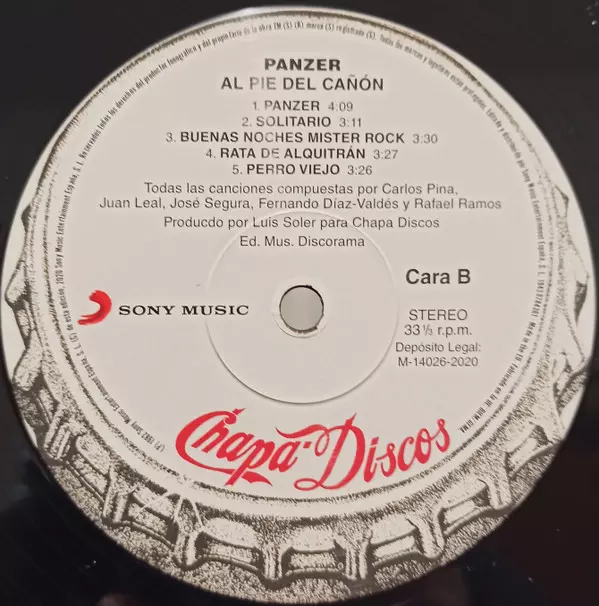 PANZER
AL PIE DEL CAÑÓN
1. PANZER 4:09
2. SOLITARIO 3:11
3. BUENAS NOCHES MISTER ROCK 3:30
4. RATA DE ALQUITRÁN 3:27
5. PERRO VIEJO 3:26
Todas las canciones compuestas por Carlos Pina,
Juan Leal, José Segura, Fernando Díaz-Valdés y Rafael Ramos
Producdo por Luis Soler para Chapa Discos
Ed. Mus. Discorama
Cara B
SONY MUSIC
STEREO
33⅓ r.p.m.
Depósito Legal:
M-14026-2020
Chapa-Discos